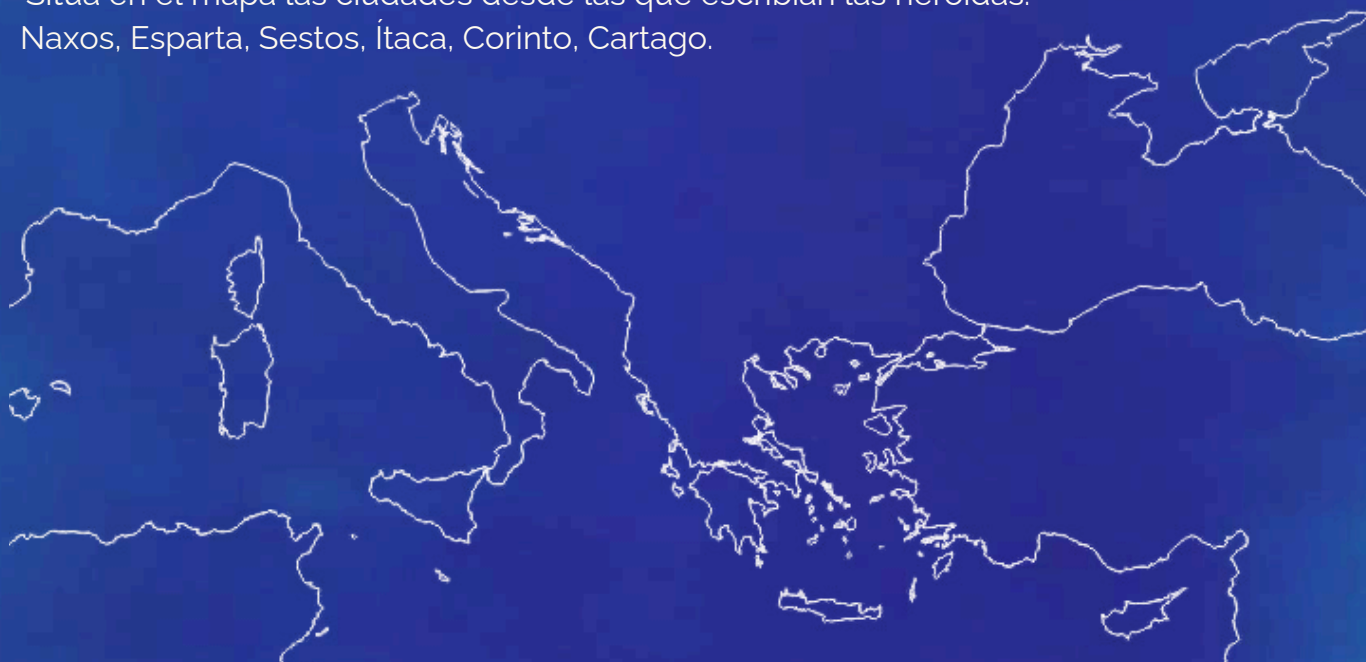 Sitúa en el mapa las ciudades desde las que escribían las heroidas:
Naxos, Esparta, Sestos, Ítaca, Corinto, Cartago.